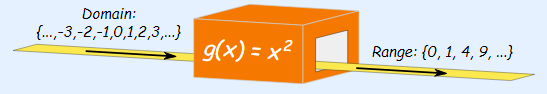 Domain:
{...,-3,-2,-1,0,1,2,3,...}
g(x) = x²
Range: {0, 1, 4, 9, ...}